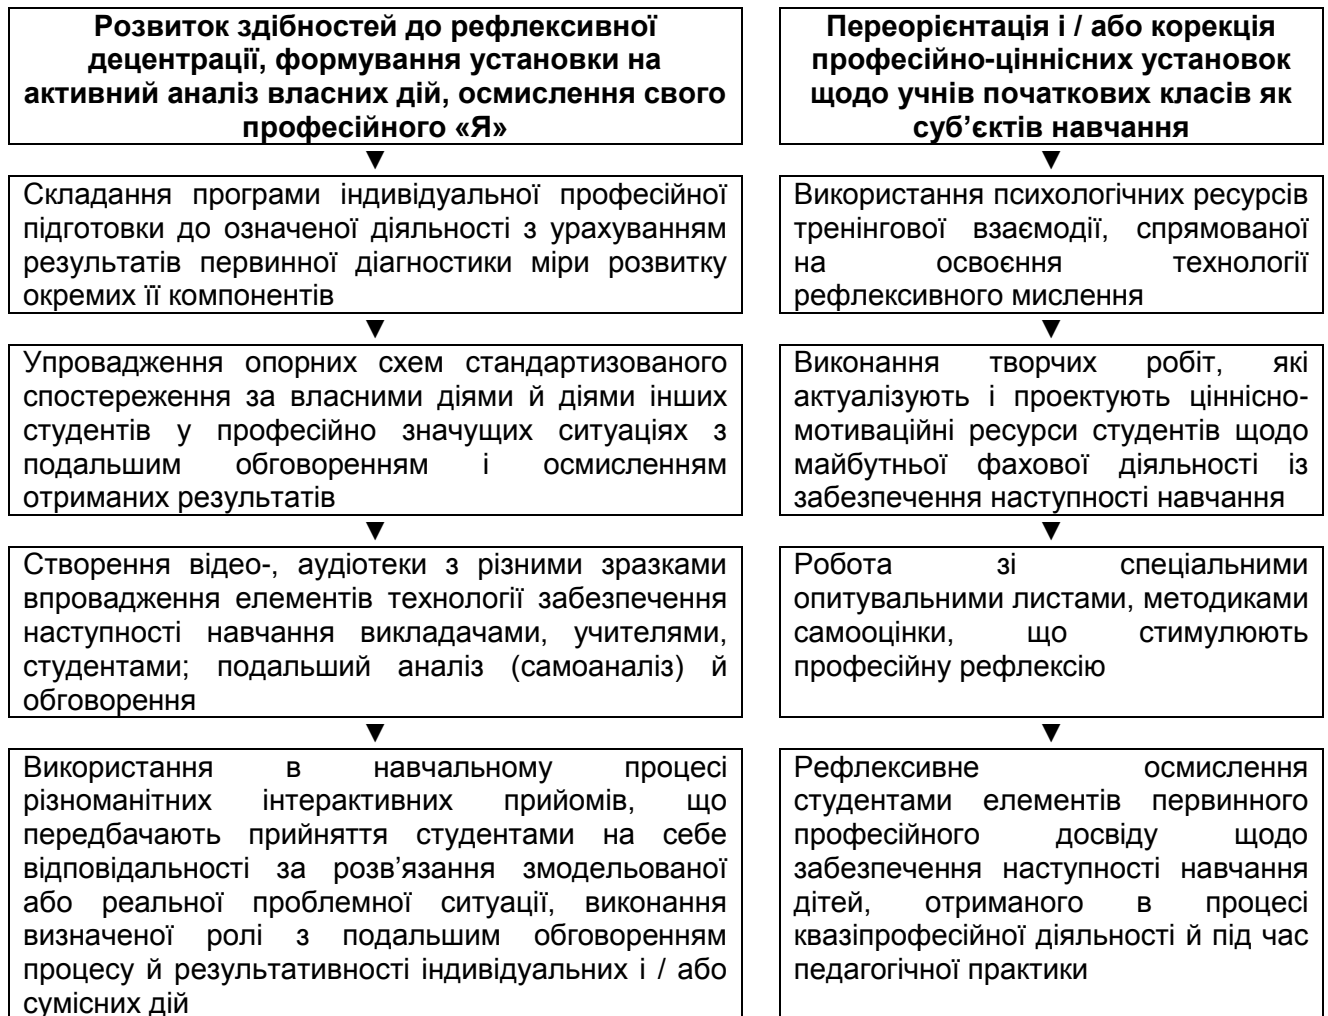 Розвиток здібностей до рефлексивної
децентрації, формування установки на
активний аналіз власних дій, осмислення свого
професійного «Я»
▼
Складання програми індивідуальної професійної
підготовки до означеної діяльності з урахуванням
результатів первинної діагностики міри розвитку
окремих її компонентів
▼
Упровадження опорних схем стандартизованого
спостереження за власними діями й діями інших
студентів у професійно значущих ситуаціях з
подальшим обговоренням і осмисленням
отриманих результатів
▼
Створення відео-, аудіотеки з різними зразками
впровадження елементів технології забезпечення
наступності навчання викладачами, учителями,
студентами; подальший аналіз (самоаналіз) й
обговорення
▼
Використання в навчальному процесі
різноманітних інтерактивних прийомів, що
передбачають прийняття студентами на себе
відповідальності за розв’язання змодельованої
або реальної проблемної ситуації, виконання
визначеної ролі з подальшим обговоренням
процесу й результативності індивідуальних і / або
сумісних дій
Переорієнтація і / або корекція
професійно-ціннісних установок
щодо учнів початкових класів як
суб’єктів навчання
▼
Використання психологічних ресурсів
тренінгової взаємодії, спрямованої
на освоєння технології
рефлексивного мислення
▼
Виконання творчих робіт, які
актуалізують і проектують ціннісно-
мотиваційні ресурси студентів щодо
майбутньої фахової діяльності із
забезпечення наступності навчання
▼
Робота зі спеціальними
опитувальними листами, методиками
самооцінки, що стимулюють
професійну рефлексію
▼
Рефлексивне осмислення
студентами елементів первинного
професійного досвіду щодо
забезпечення наступності навчання
дітей, отриманого в процесі
квазіпрофесійної діяльності й під час
педагогічної практики